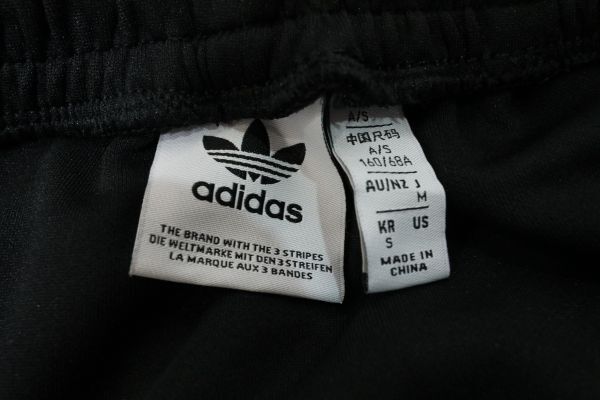 adidas
THE BRAND WITH THE 3 STRIPES
DIE WELTMARKE MIT DEN 3 STREIFEN
LA MARQUE AUX 3 BANDES
A/S
中国尺码
A/S
160/68A
AU/NZ J
M
KR US
S
MADE IN
CHINA